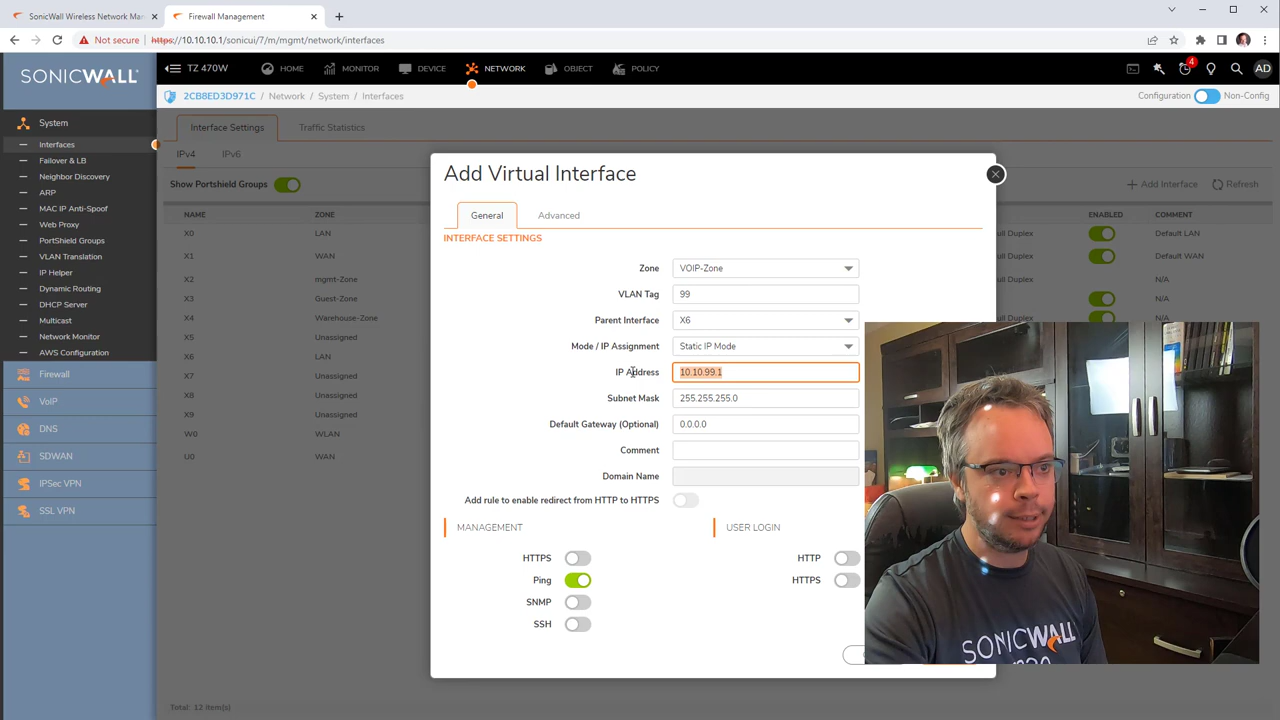 SonicWall Wireless Network Ma
Firewall Management
Not secure
https://10.10.10.1/sonicui/7/m/mgmt/network/interfaces
SONICWALL
TZ 470W
HOME
MONITOR
DEVICE
NETWORK
OBJECT
POLICY
4
AD
2CB8ED3D971C / Network / System / Interfaces
Configuration
Non-Config
System
Interfaces
Failover & LB
Neighbor Discovery
ARP
MAC IP Anti-Spoof
Web Proxy
PortShield Groups
VLAN Translation
IP Helper
Dynamic Routing
DHCP Server
Multicast
Network Monitor
AWS Configuration
Firewall
VoIP
DNS
SDWAN
IPSec VPN
SSL VPN
Interface Settings
Traffic Statistics
IPv4
IPv6
Show Portshield Groups
Add Interface
Refresh
NAME ZONE ENABLED COMMENT
X0 LAN ull Duplex Default LAN
X1 WAN ull Duplex Default WAN
X2 mgmt-Zone N/A
X3 Guest-Zone ull Duplex N/A
X4 Warehouse-Zone ull Duplex N/A
X5 Unassigned
X6 LAN
X7 Unassigned
X8 Unassigned
X9 Unassigned
W0 WLAN
U0 WAN
Total: 12 item(s)
Add Virtual Interface
General
Advanced
INTERFACE SETTINGS
Zone VOIP-Zone
VLAN Tag 99
Parent Interface X6
Mode / IP Assignment Static IP Mode
IP Address 10.10.99.1
Subnet Mask 255.255.255.0
Default Gateway (Optional) 0.0.0.0
Comment
Domain Name
Add rule to enable redirect from HTTP to HTTPS
MANAGEMENT
HTTPS
Ping
SNMP
SSH
USER LOGIN
HTTP
HTTPS
SONICWALL